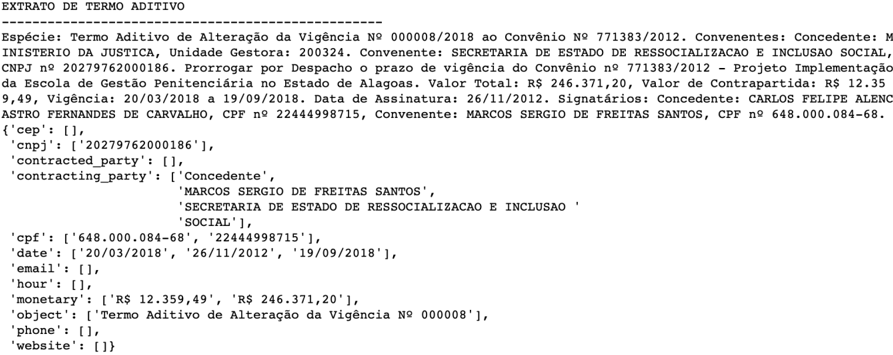 EXTRATO DE TERMO ADITIVO
------------------------------------------------
Espécie: Termo Aditivo de Alteração da Vigência Nº 000008/2018 ao Convênio Nº 771383/2012. Convenentes: Concedente: M
INISTERIO DA JUSTICA, Unidade Gestora: 200324. Convenente: SECRETARIA DE ESTADO DE RESSOCIALIZACAO E INCLUSAO SOCIAL,
CNPJ nº 20279762000186. Prorrogar por Despacho o prazo de vigência do Convênio nº 771383/2012 - Projeto Implementação
da Escola de Gestão Penitenciária no Estado de Alagoas. Valor Total: R$ 246.371,20, Valor de Contrapartida: R$ 12.35
9,49, Vigência: 20/03/2018 a 19/09/2018. Data de Assinatura: 26/11/2012. Signatários: Concedente: CARLOS FELIPE ALENC
ASTRO FERNANDES DE CARVALHO, CPF nº 22444998715, Convenente: MARCOS SERGIO DE FREITAS SANTOS, CPF nº 648.000.084-68.
{'cep': [],
 'cnpj': ['20279762000186'],
 'contracted_party': [],
 'contracting_party': ['Concedente',
                       'MARCOS SERGIO DE FREITAS SANTOS',
                       'SECRETARIA DE ESTADO DE RESSOCIALIZACAO E INCLUSAO '
                       'SOCIAL'],
 'cpf': ['648.000.084-68', '22444998715'],
 'date': ['20/03/2018', '26/11/2012', '19/09/2018'],
 'email': [],
 'hour': [],
 'monetary': ['R$ 12.359,49', 'R$ 246.371,20'],
 'object': ['Termo Aditivo de Alteração da Vigência Nº 000008'],
 'phone': [],
 'website': []}